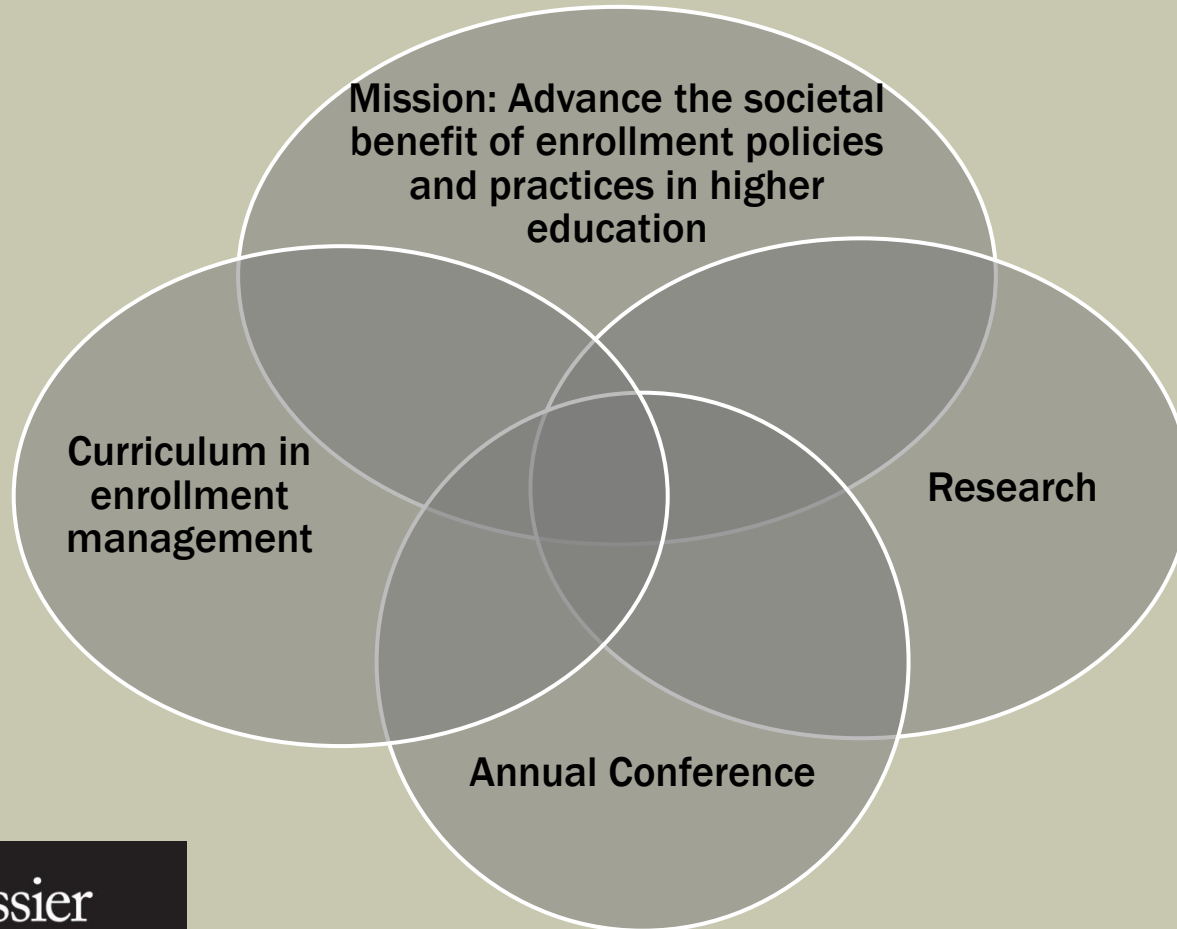 Mission: Advance the societal
benefit of enrollment policies
and practices in higher
education
Curriculum in
enrollment
management
Research
Annual Conference